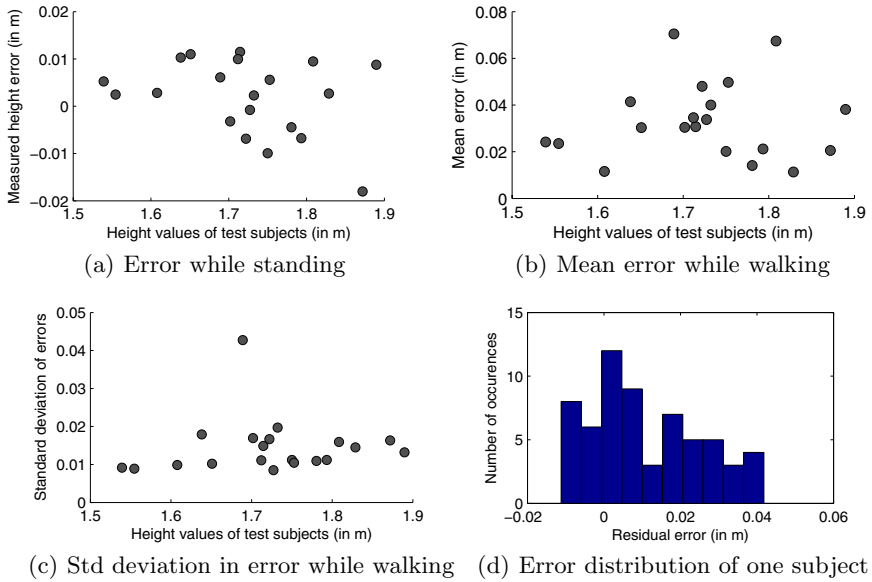 0.02
0.01
0
−0.01
−0.02
Measured height error (in m)
1.5 1.6 1.7 1.8 1.9
Height values of test subjects (in m)
(a) Error while standing
0.08
0.06
0.04
0.02
0
Mean error (in m)
1.5 1.6 1.7 1.8 1.9
Height values of test subjects (in m)
(b) Mean error while walking
0.05
0.04
0.03
0.02
0.01
0
Standard deviation of errors
1.5 1.6 1.7 1.8 1.9
Height values of test subjects (in m)
(c) Std deviation in error while walking
15
10
5
0
Number of occurences
−0.02 0 0.02 0.04 0.06
Residual error (in m)
(d) Error distribution of one subject